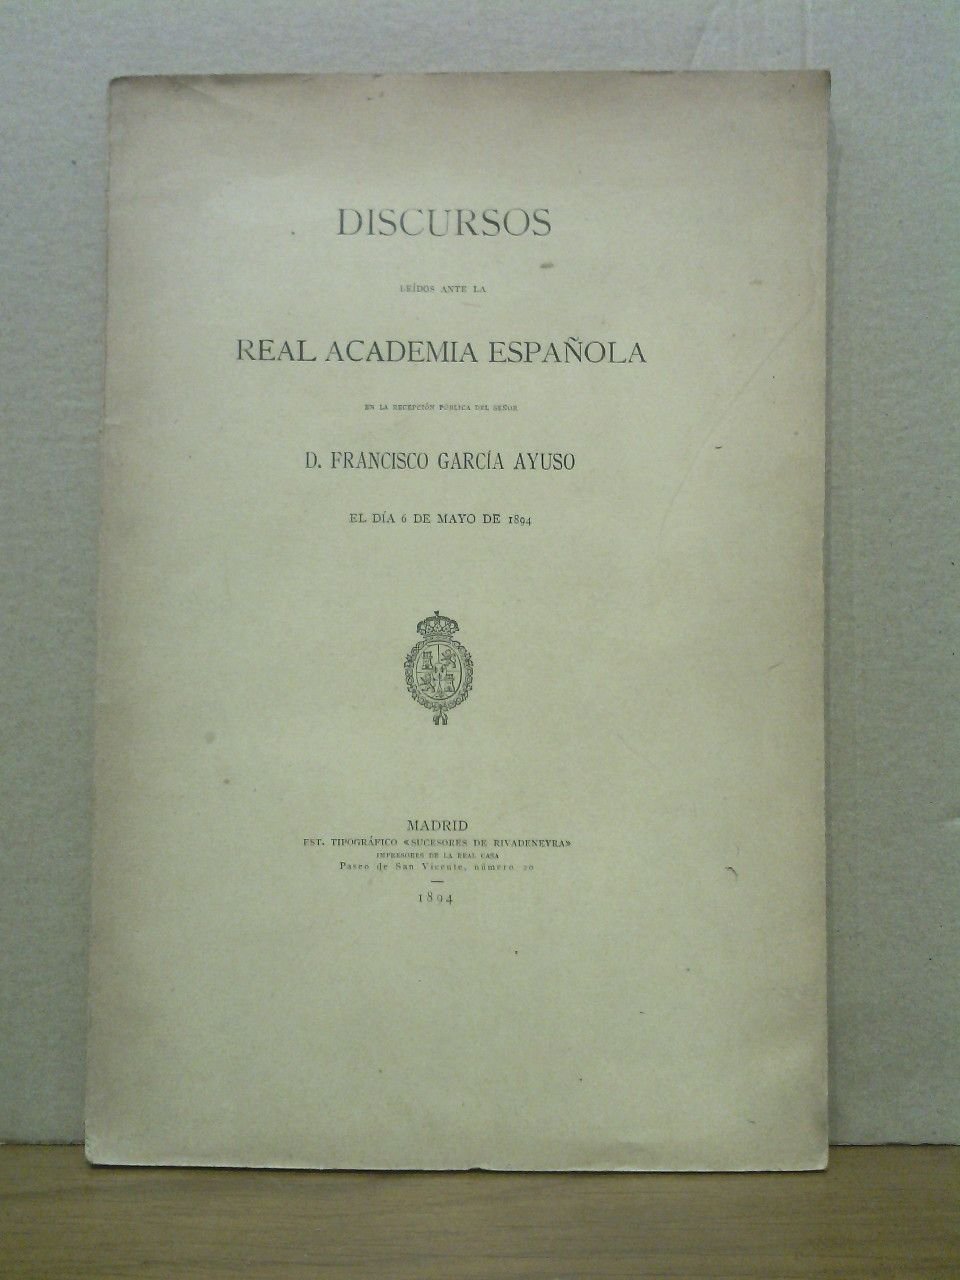 DISCURSOS
LEÍDOS ANTE LA
REAL ACADEMIA ESPAÑOLA
EN LA RECEPCIÓN PÚBLICA DEL SEÑOR
D. FRANCISCO GARCÍA AYUSO
EL DÍA 6 DE MAYO DE 1894
MADRID
EST. TIPOGRÁFICO «SUCESORES DE RIVADENEYRA»
IMPRESORES DE LA REAL CASA
Paseo de San Vicente, número 20
1894